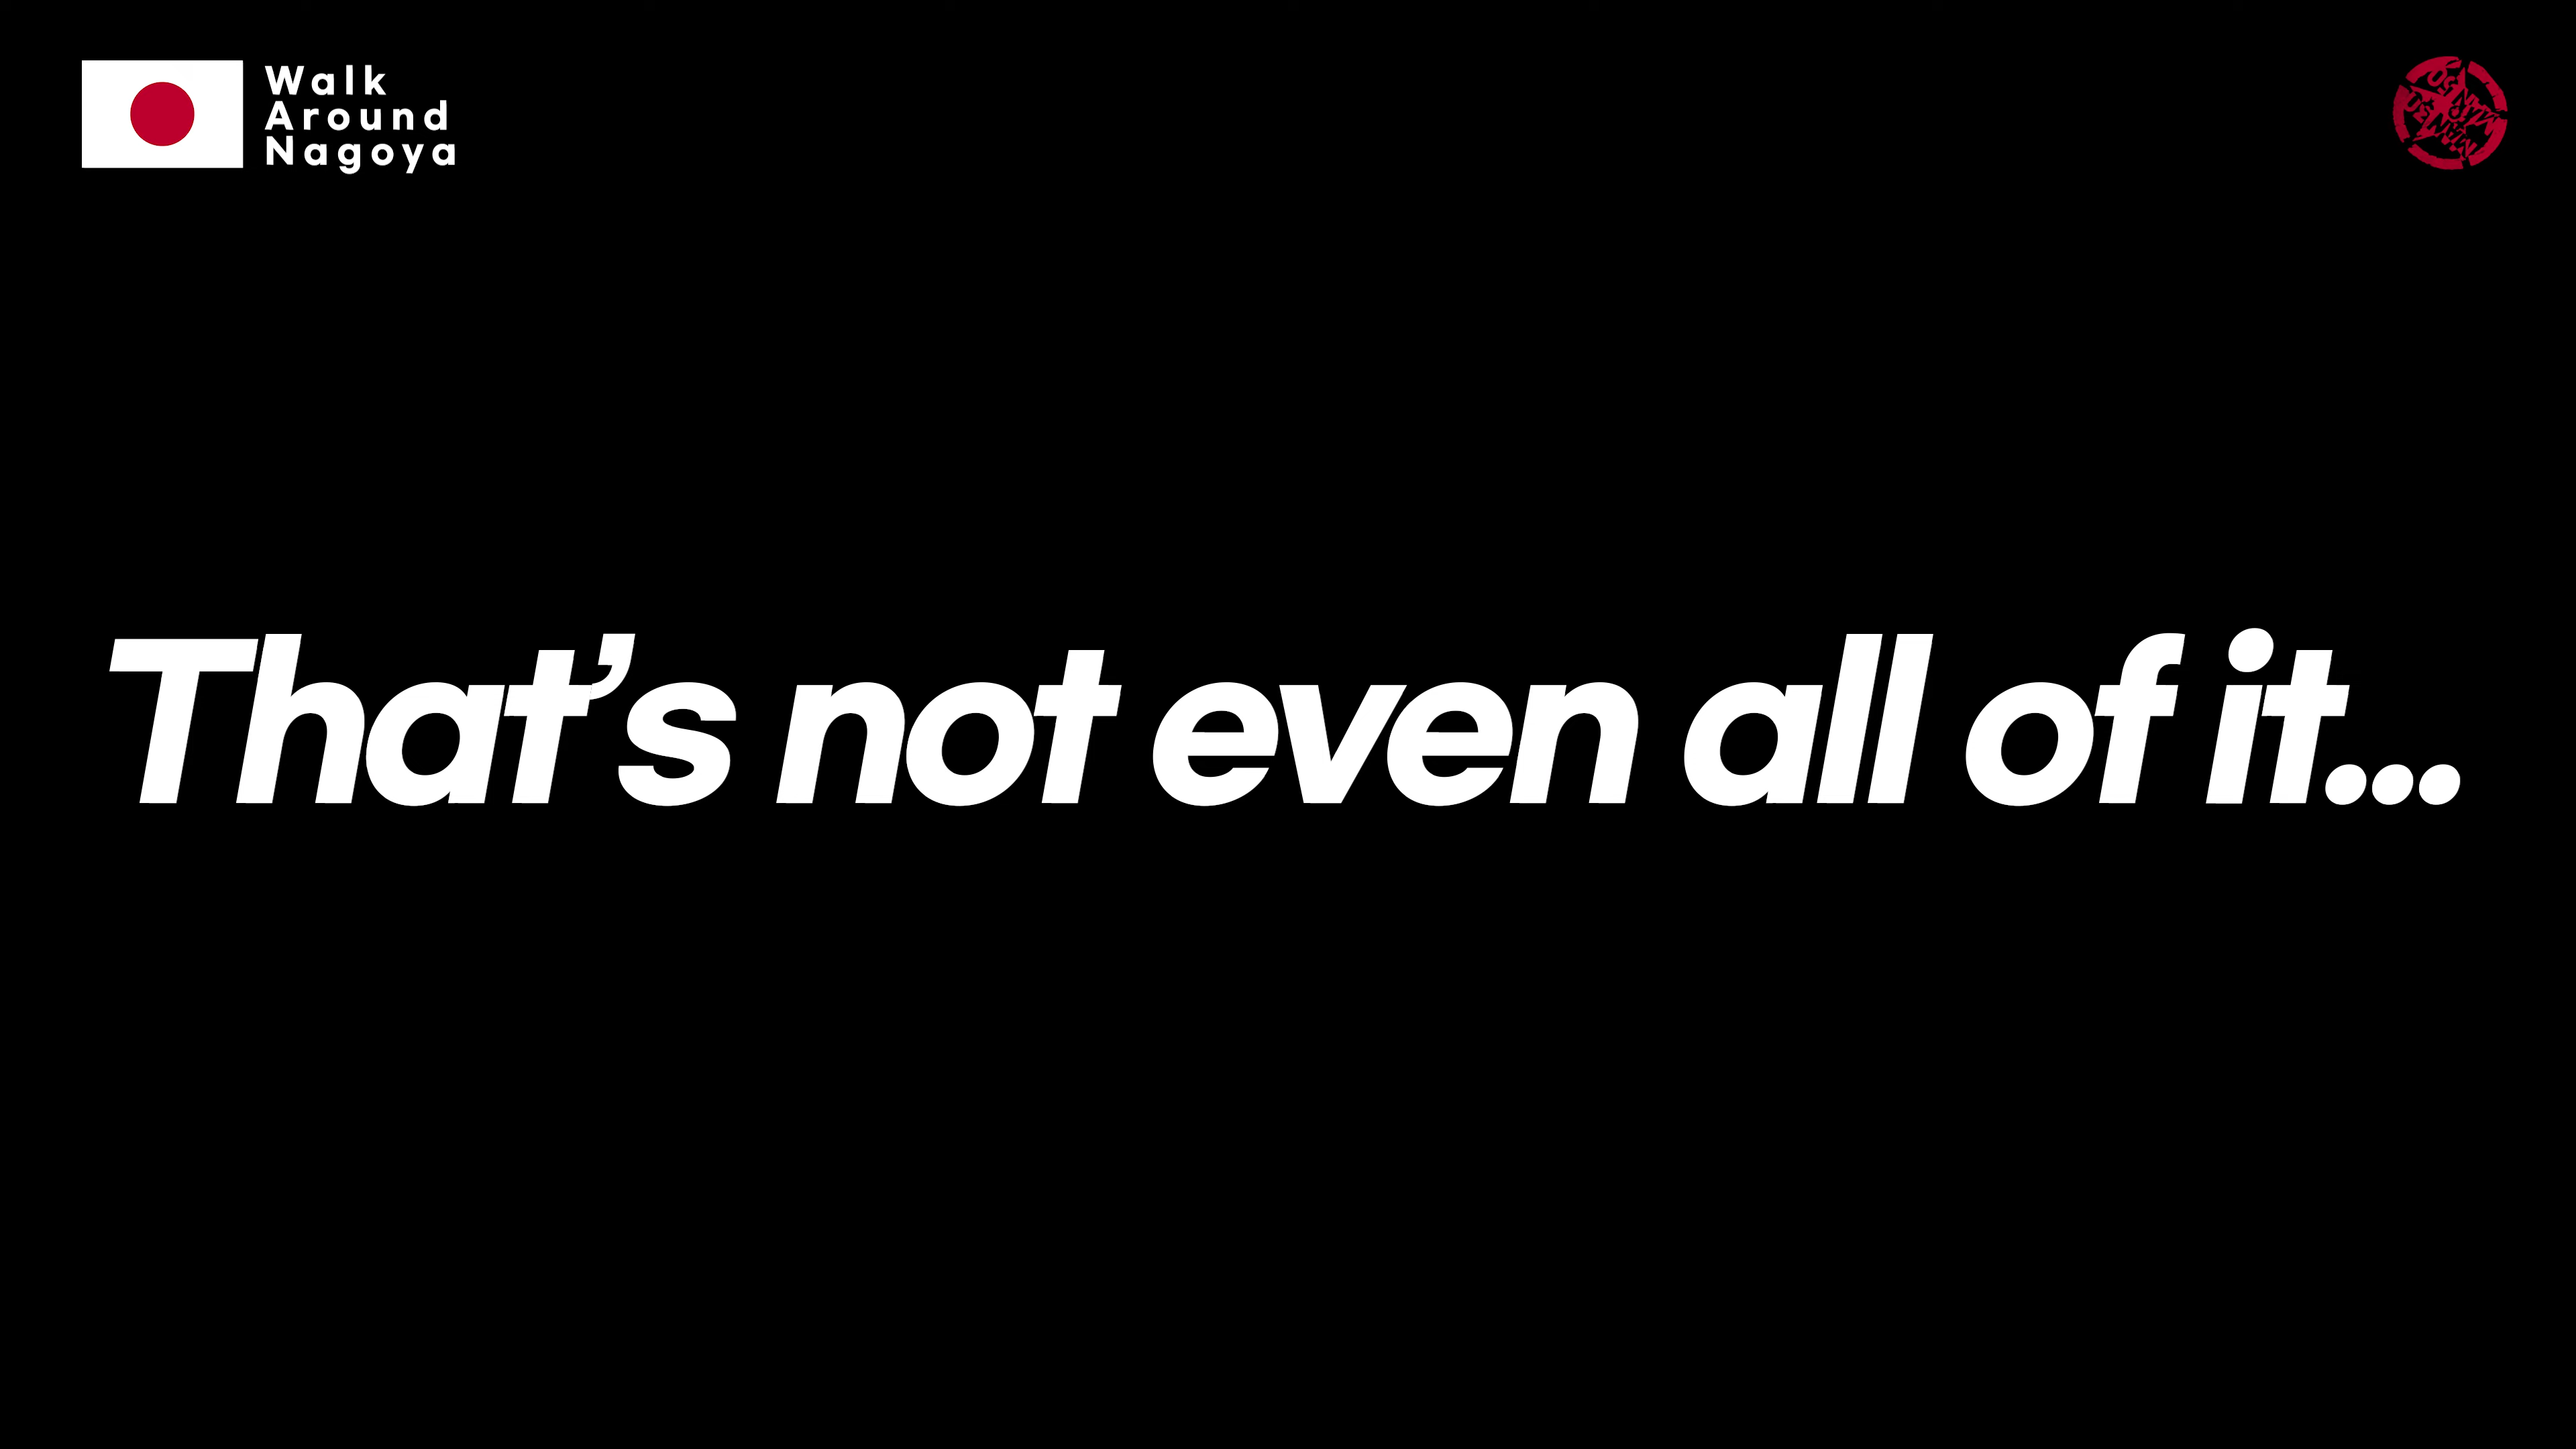 Walk
Around
Nagoya
That’s not even all of it...